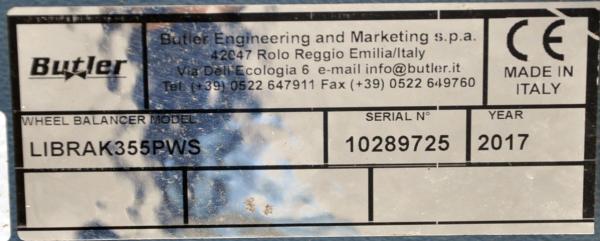 Butler
Butler Engineering and Marketing s.p.a.
42047 Rolo Reggio Emilia/Italy
Via Dell'Ecologia 6 e-mail info@butler.it
Tel. (+39) 0522 647911 Fax (+39) 0522 649760
CE
MADE IN
ITALY
WHEEL BALANCER MODEL
LIBRAK355PWS
SERIAL N°
10289725
YEAR
2017